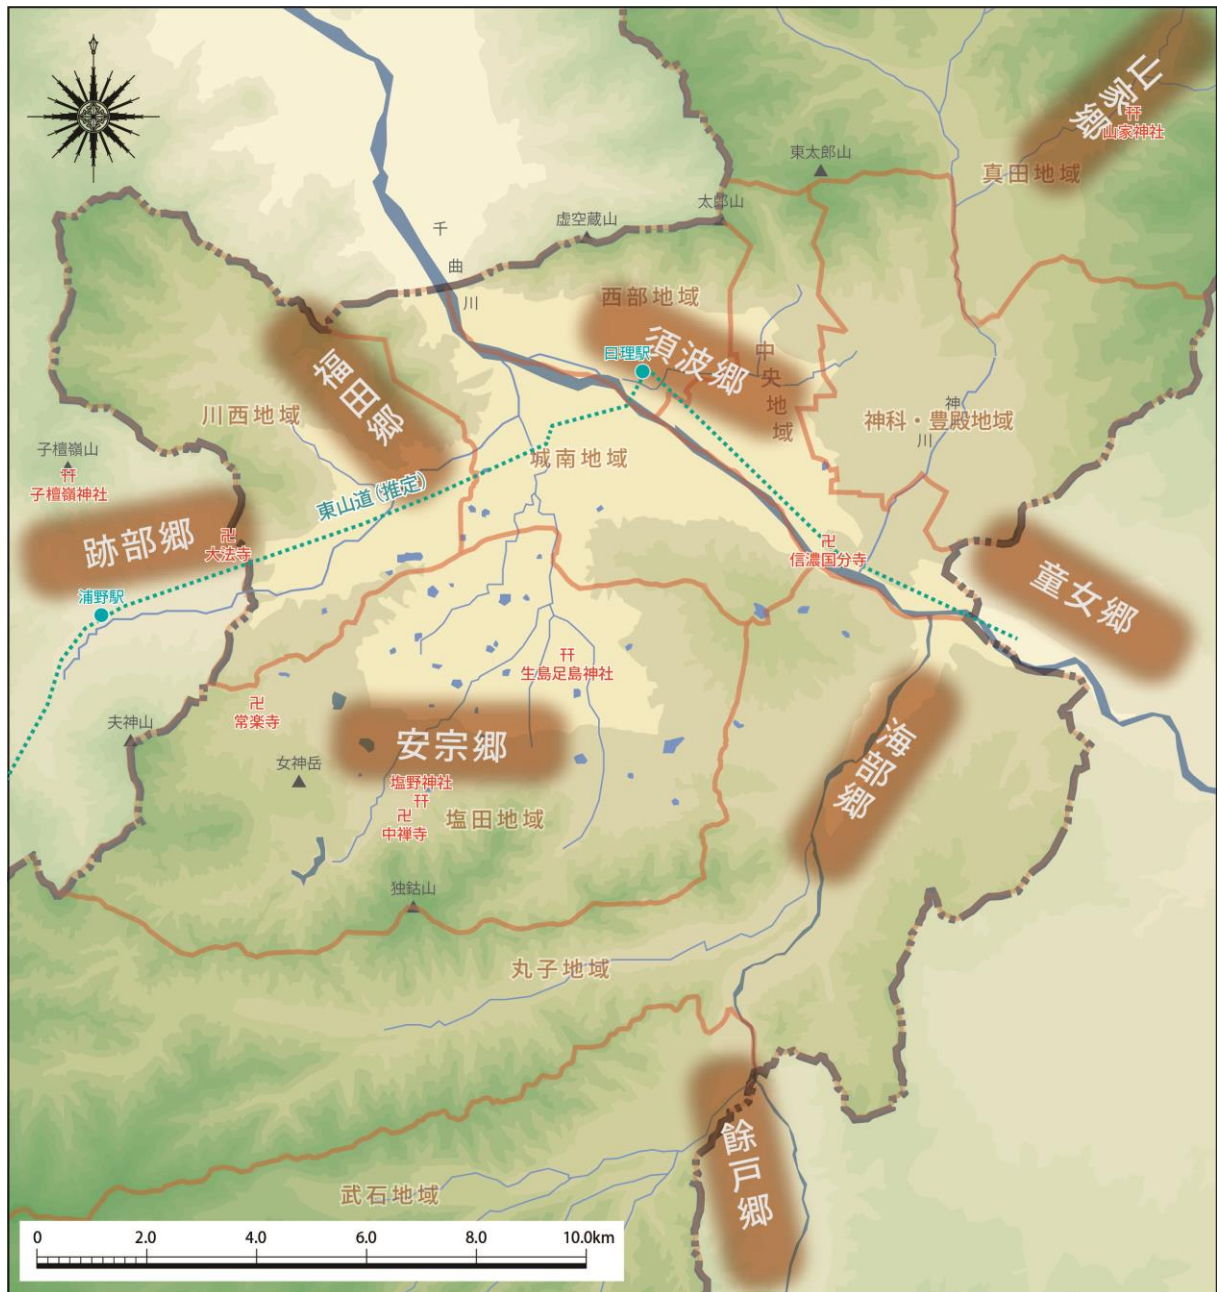 山家郷
山家神社
真田地域
東太郎山
太郎山
虚空蔵山
千曲川
西部地域
須波郷
曰理駅
中央地域
福田郷
川西地域
神科・豊殿地域
神川
子檀嶺山
子檀嶺神社
城南地域
東山道(推定)
跡部郷
大法寺
信濃国分寺
浦野駅
童女郷
生島足島神社
常楽寺
夫神山
安宗郷
海部郷
女神岳
塩野神社
中禅寺
塩田地域
独鈷山
丸子地域
餘戸郷
武石地域
0 2.0 4.0 6.0 8.0 10.0km